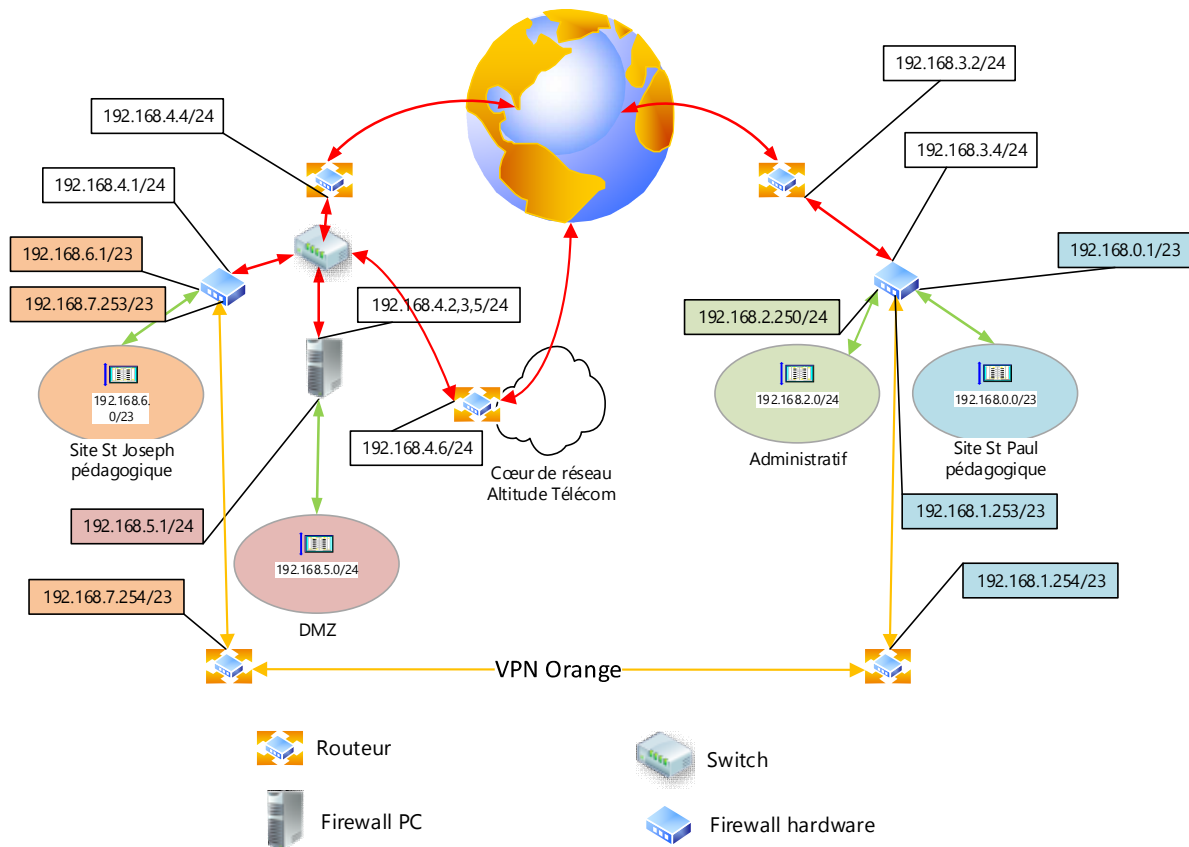 192.168.3.2/24
192.168.4.4/24
192.168.3.4/24
192.168.4.1/24
192.168.6.1/23
192.168.0.1/23
192.168.7.253/23
192.168.4.2,3,5/24
192.168.2.250/24
192.168.6.
0/23
192.168.2.0/24
192.168.0.0/23
Site St Joseph
pédagogique
192.168.4.6/24
Cœur de réseau
Altitude Télécom
Administratif
Site St Paul
pédagogique
192.168.5.1/24
192.168.1.253/23
192.168.5.0/24
192.168.7.254/23
192.168.1.254/23
DMZ
VPN Orange
Routeur
Switch
Firewall PC
Firewall hardware